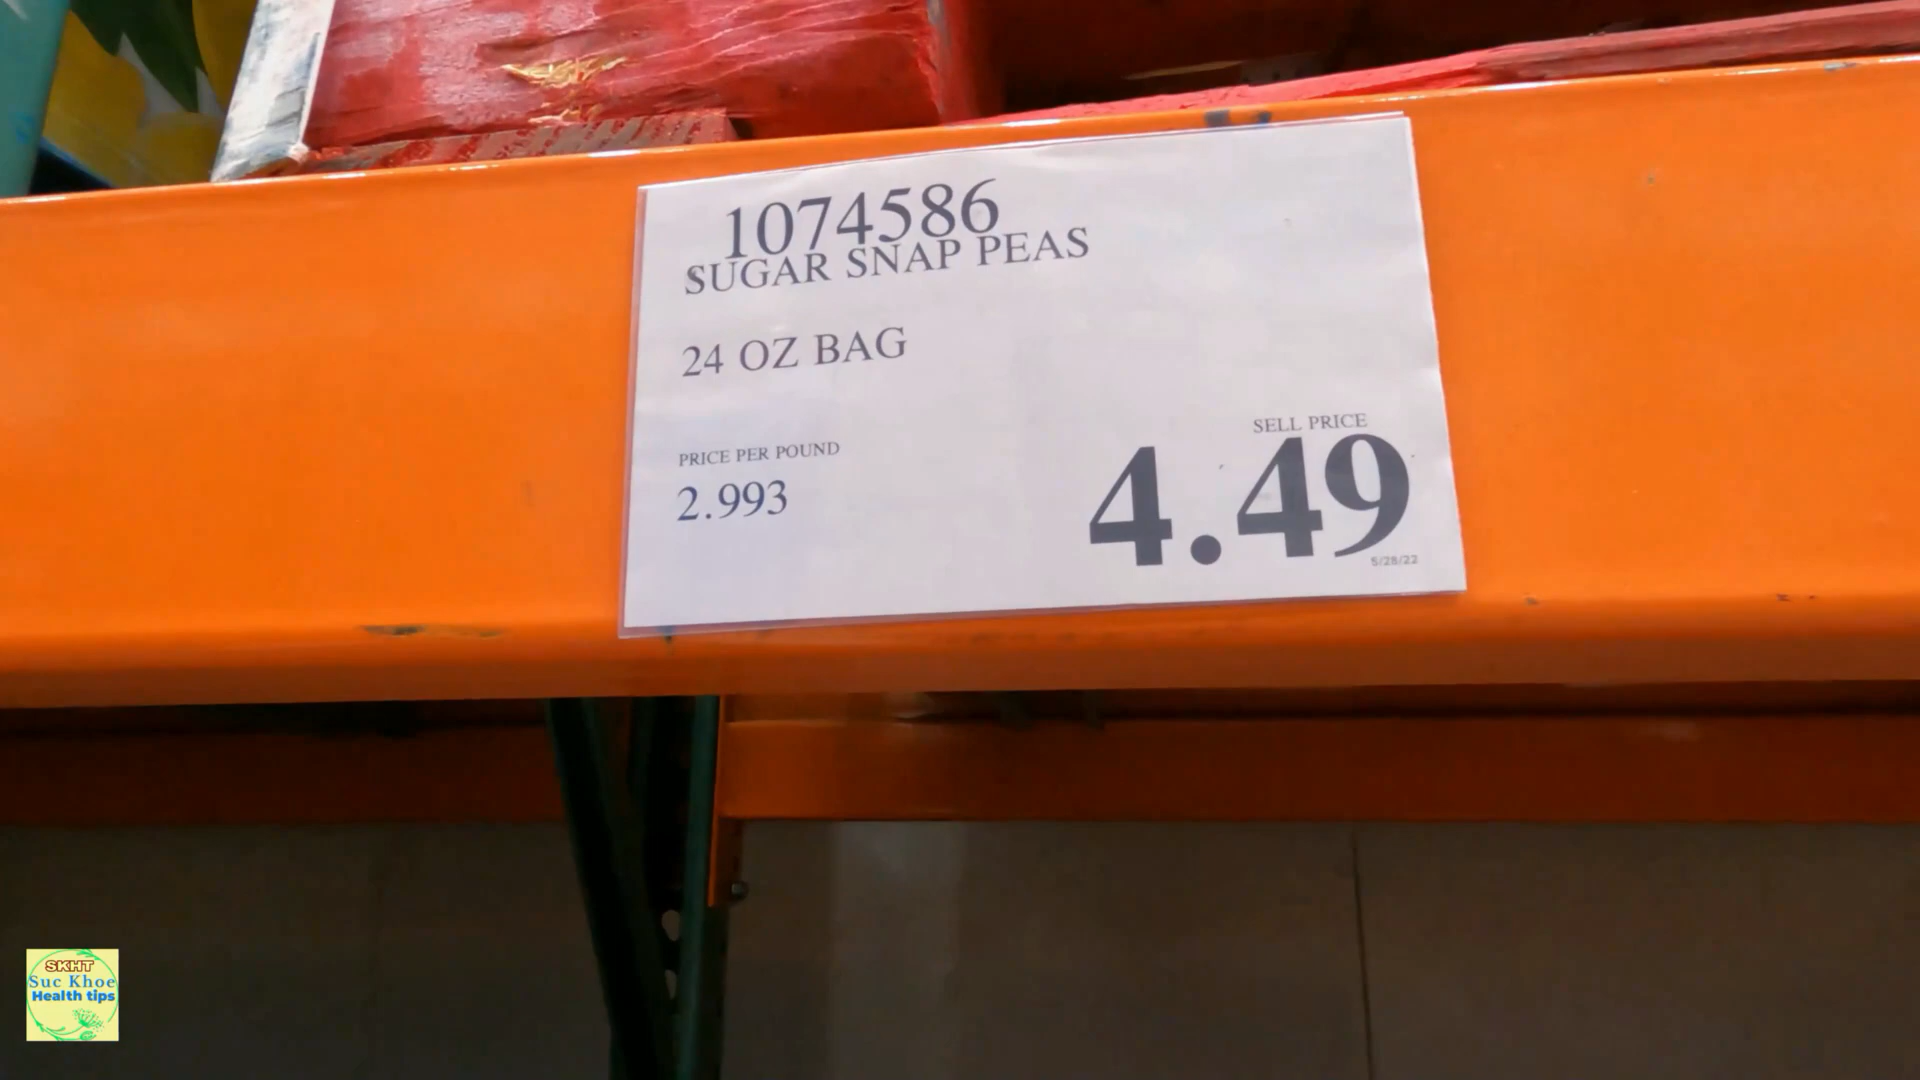 1074586
SUGAR SNAP PEAS
24 OZ BAG
PRICE PER POUND
2.993
SELL PRICE
4.49
5/28/22
SKHT
Suc Khoe
Health tips